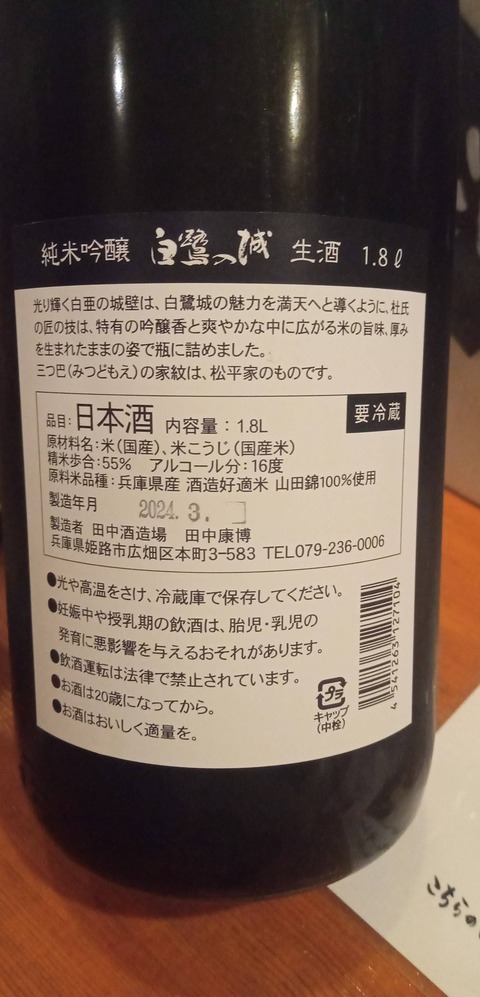 純米吟醸 白鷺の城 生酒 1.8ℓ
光り輝く白亜の城壁は、白鷺城の魅力を満天へと導くように、杜氏
の匠の技は、特有の吟醸香と爽やかな中に広がる米の旨味、厚み
を生まれたままの姿で瓶に詰めました。
三つ巴(みつどもえ)の家紋は、松平家のものです。
品目:日本酒 内容量:1.8L 要冷蔵
原材料名:米(国産)、米こうじ(国産米)
精米歩合:55% アルコール分:16度
原料米品種:兵庫県産 酒造好適米 山田錦100%使用
製造年月 2024.3.
製造者 田中酒造場 田中康博
兵庫県姫路市広畑区本町3-583 TEL079-236-0006
●光や高温をさけ、冷蔵庫で保存してください。
●妊娠中や授乳期の飲酒は、胎児・乳児の
発育に悪影響を与えるおそれがあります。
●飲酒運転は法律で禁止されています。
●お酒は20歳になってから。
●お酒はおいしく適量を。
プラ
キャップ
(中栓)
4541263127104
こちらの